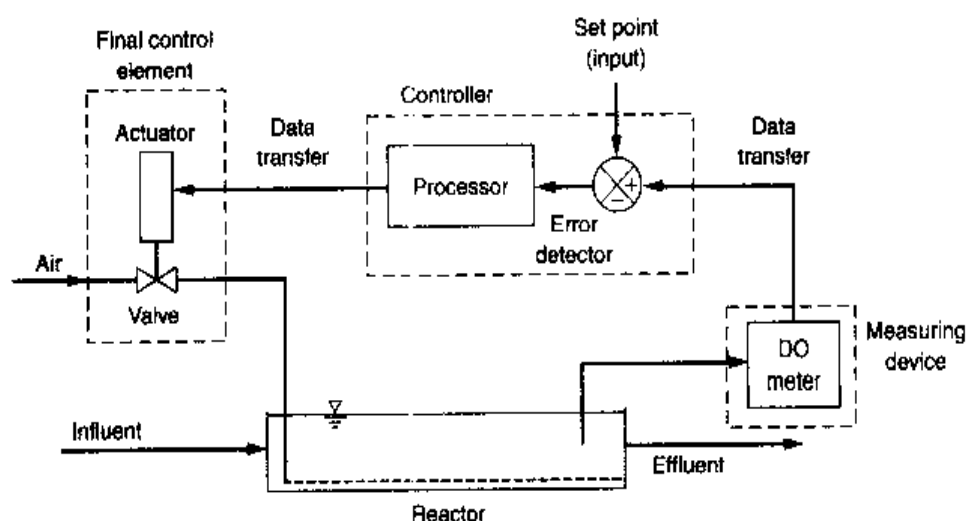 Set point
(input)
Final control
element
Controller
Actuator
Data
transfer
Data
transfer
Processor
+
−
Error
detector
Air
Valve
DO
meter
Measuring
device
Influent
Effluent
Reactor